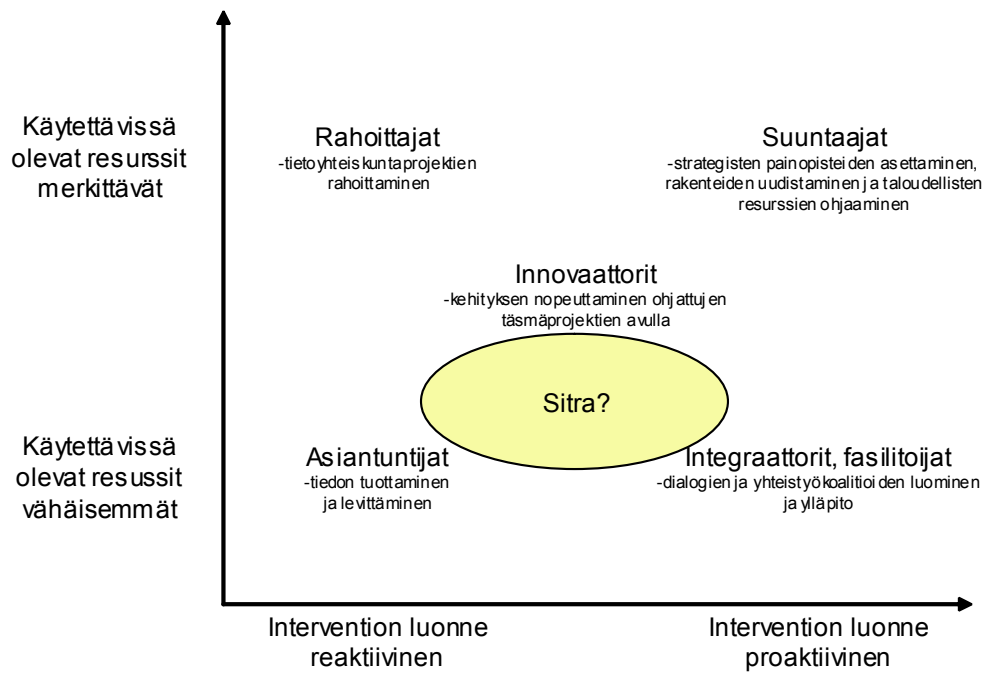 Käytettävissä
olevat resurssit
merkittävät
Rahoittajat
-tietoyhteiskuntaprojektien
rahoittaminen
Suuntaajat
-strategisten painopisteiden asettaminen,
rakenteiden uudistaminen ja taloudellisten
resurssien ohjaaminen
Innovaattorit
-kehityksen nopeuttaminen ohjattujen
täsmäprojektien avulla
Sitra?
Käytettävissä
olevat resussit
vähäisemmät
Asiantuntijat
-tiedon tuottaminen
ja levittäminen
Integraattorit, fasilitoijat
-dialogien ja yhteistyökoalitioiden luominen
ja ylläpito
Intervention luonne
reaktiivinen
Intervention luonne
proaktiivinen